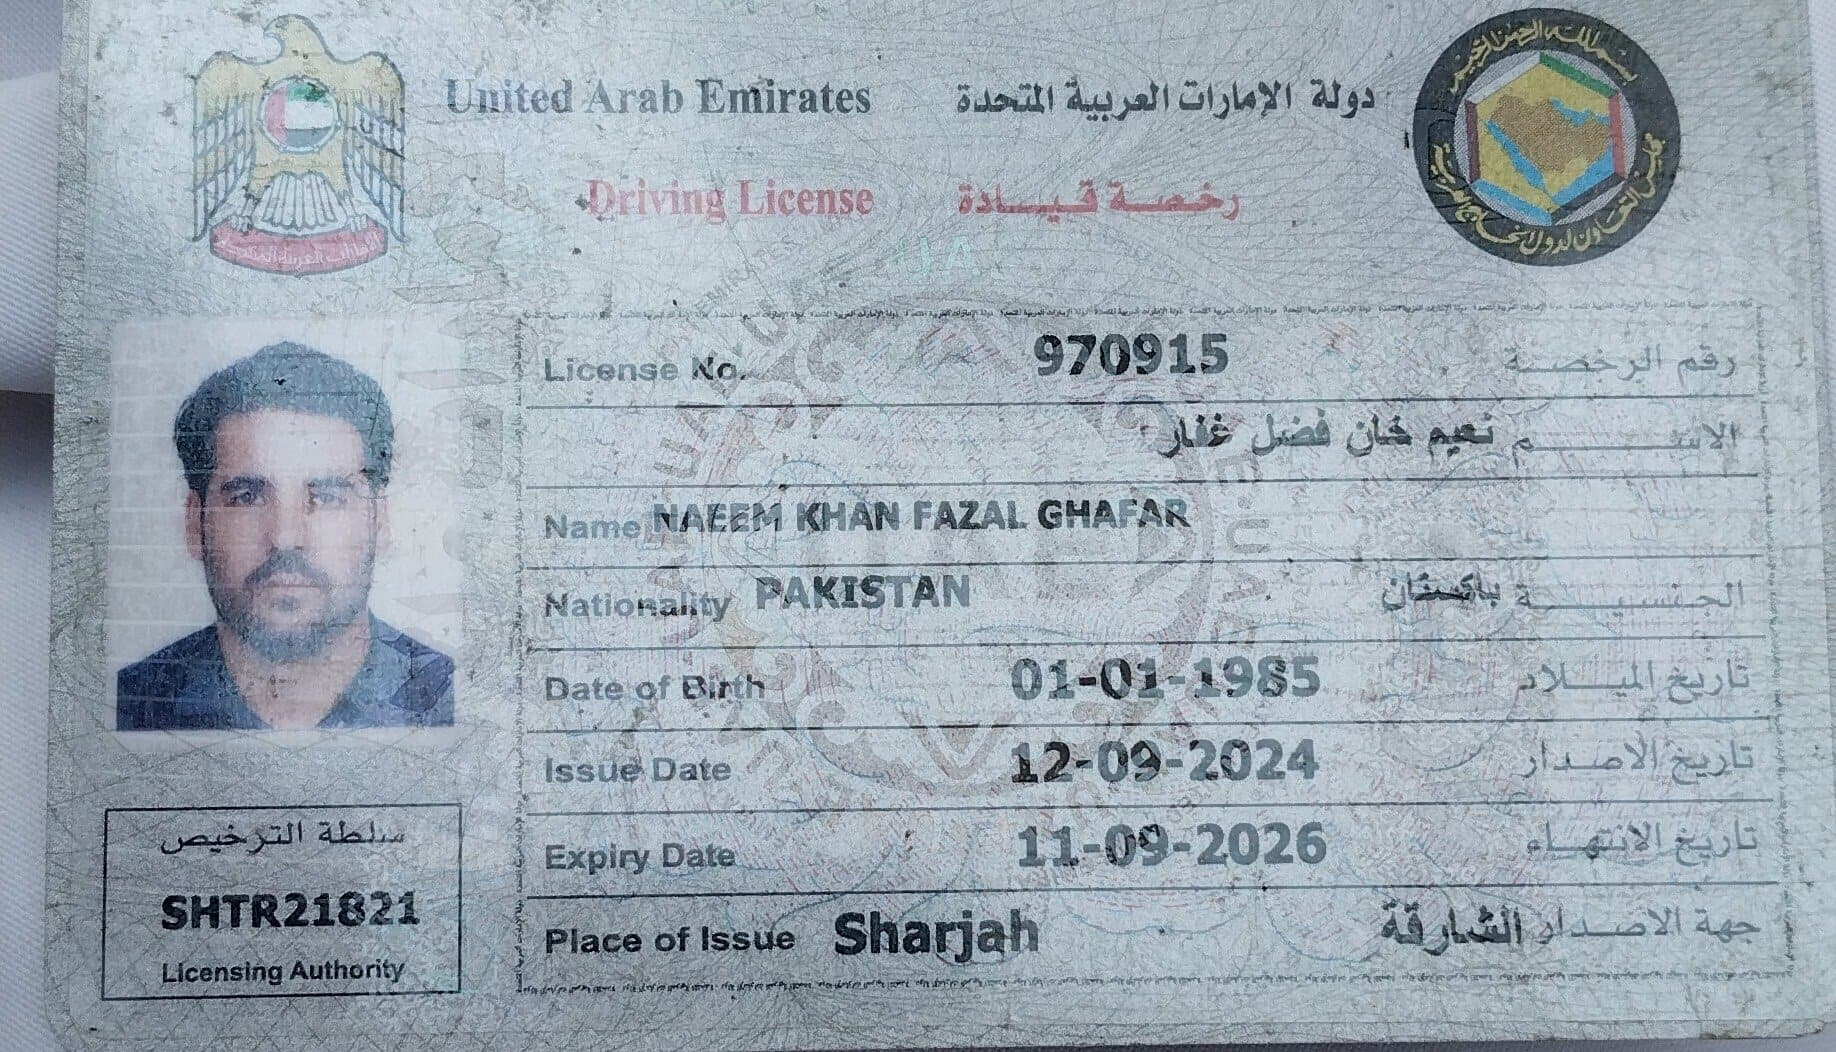 United Arab Emirates دولة الإمارات العربية المتحدة
Driving License رخصة قيادة
License No. 970915 رقم الرخصة
الاسم نعيم خان فضل غفار
Name NAEEM KHAN FAZAL GHAFAR
Nationality PAKISTAN الجنسية باكستان
Date of Birth 01-01-1985 تاريخ الميلاد
Issue Date 12-09-2024 تاريخ الاصدار
Expiry Date 11-09-2026 تاريخ الانتهاء
Place of Issue Sharjah جهة الاصدار الشارقة
سلطة الترخيص
SHTR21821
Licensing Authority